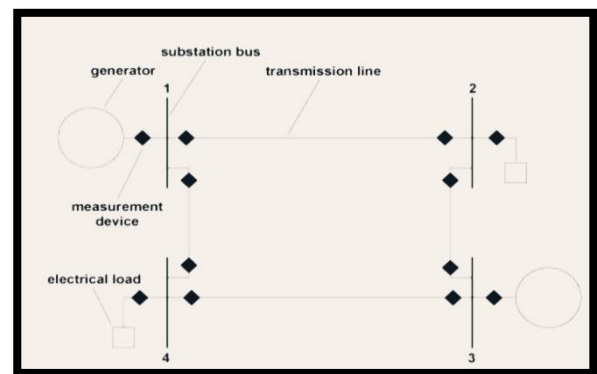 substation bus
generator
transmission line
1
2
measurement
device
electrical load
4
3